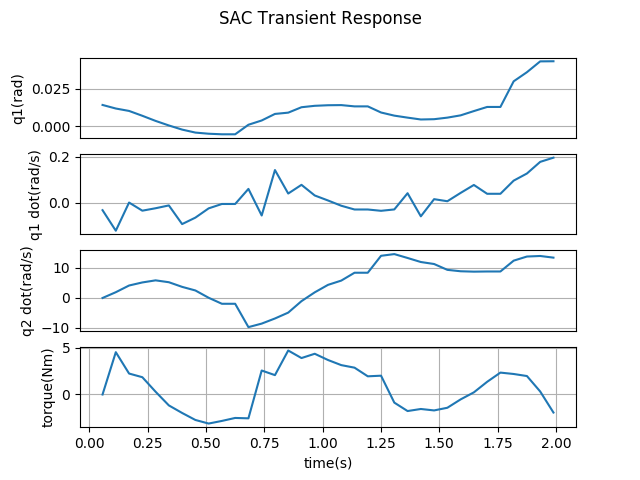 SAC Transient Response
q1(rad)
0.025
0.000
q1 dot(rad/s)
0.2
0.0
q2 dot(rad/s)
10
0
−10
torque(Nm)
5
0
0.00 0.25 0.50 0.75 1.00 1.25 1.50 1.75 2.00
time(s)